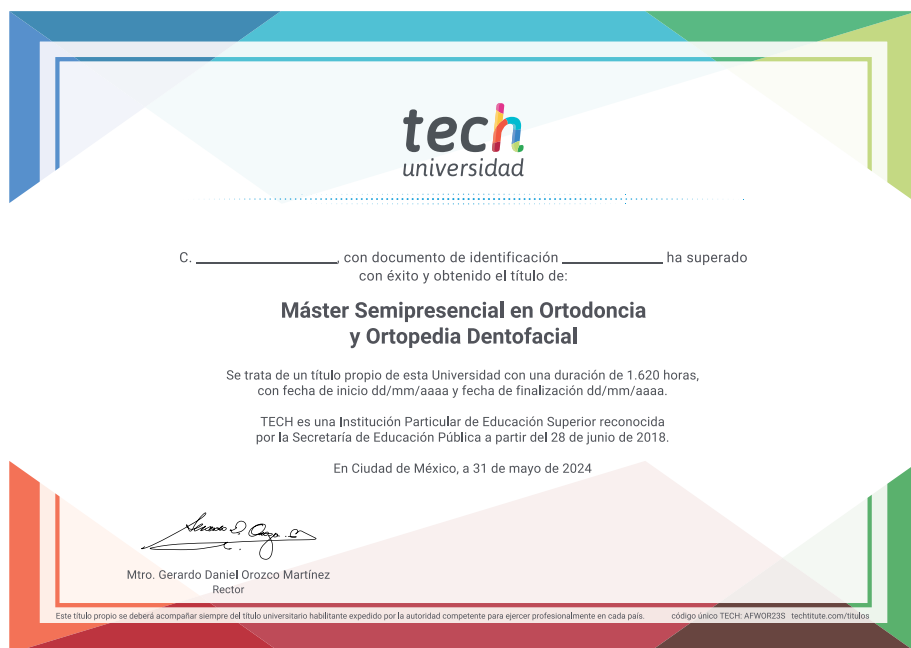 tech
universidad
C. ____________________, con documento de identificación ______________ ha superado
con éxito y obtenido el título de:
Máster Semipresencial en Ortodoncia
y Ortopedia Dentofacial
Se trata de un título propio de esta Universidad con una duración de 1.620 horas,
con fecha de inicio dd/mm/aaaa y fecha de finalización dd/mm/aaaa.
TECH es una Institución Particular de Educación Superior reconocida
por la Secretaría de Educación Pública a partir del 28 de junio de 2018.
En Ciudad de México, a 31 de mayo de 2024
Mtro. Gerardo Daniel Orozco Martínez
Rector
Este título propio se deberá acompañar siempre del título universitario habilitante expedido por la autoridad competente para ejercer profesionalmente en cada país. código único TECH: AFWOR23S techtitute.com/titulos